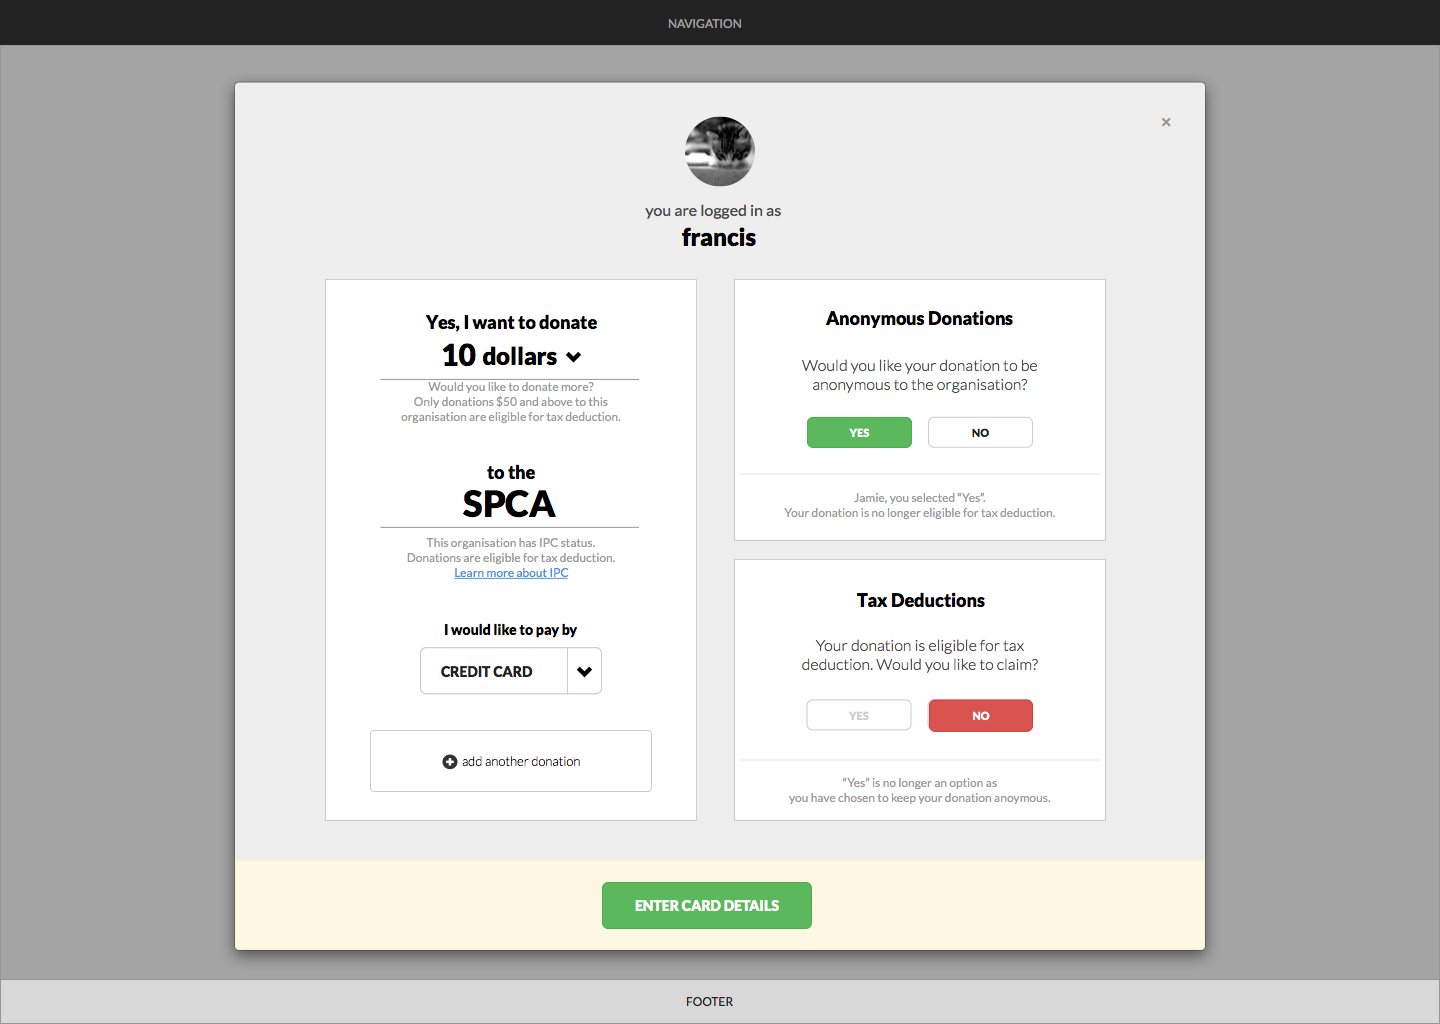 NAVIGATION
×
you are logged in as
francis
Yes, I want to donate
10 dollars
Would you like to donate more?
Only donations $50 and above to this
organisation are eligible for tax deduction.
to the
SPCA
This organisation has IPC status.
Donations are eligible for tax deduction.
Learn more about IPC
I would like to pay by
CREDIT CARD
add another donation
Anonymous Donations
Would you like your donation to be
anonymous to the organisation?
YES NO
Jamie, you selected “Yes”.
Your donation is no longer eligible for tax deduction.
Tax Deductions
Your donation is eligible for tax
deduction. Would you like to claim?
YES NO
“Yes” is no longer an option as
you have chosen to keep your donation anoymous.
ENTER CARD DETAILS
FOOTER